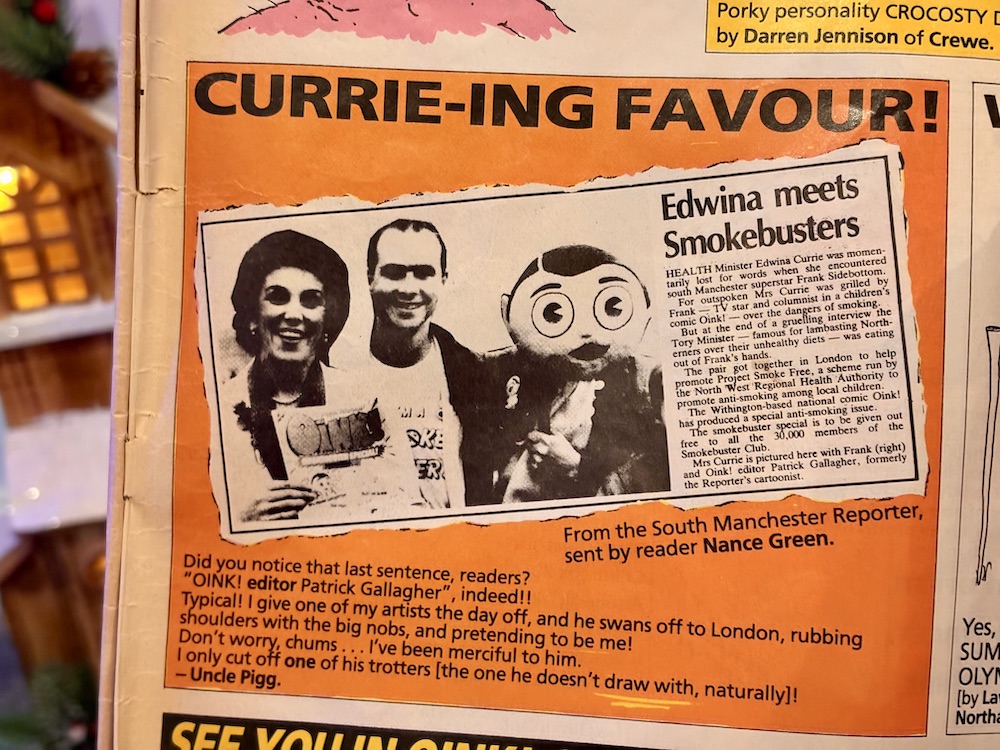 Porky personality CROCOSTY
by Darren Jennison of Crewe.
CURRIE-ING FAVOUR!
Edwina meets
Smokebusters
HEALTH Minister Edwina Currie was momen-
tarily lost for words when she encountered
south Manchester superstar Frank Sidebottom.
For outspoken Mrs Currie was grilled by
Frank — TV star and columnist in a children's
comic Oink! — over the dangers of smoking.
But at the end of a gruelling interview the
Tory Minister — famous for lambasting North-
erners over their unhealthy diets — was eating
out of Frank's hands.
The pair got together in London to help
promote Project Smoke Free, a scheme run by
the North West Regional Health Authority to
promote anti-smoking among local children.
The Withington-based national comic Oink!
has produced a special anti-smoking issue.
The smokebuster special is to be given out
free to all the 30,000 members of the
Smokebuster Club.
Mrs Currie is pictured here with Frank (right)
and Oink! editor Patrick Gallagher, formerly
the Reporter's cartoonist.
OINK!
From the South Manchester Reporter,
sent by reader Nance Green.
Did you notice that last sentence, readers?
"OINK! editor Patrick Gallagher", indeed!!
Typical! I give one of my artists the day off, and he swans off to London, rubbing
shoulders with the big nobs, and pretending to be me!
Don't worry, chums . . . I've been merciful to him.
I only cut off one of his trotters [the one he doesn't draw with, naturally]!
– Uncle Pigg.
Yes,
SUM
OLYM
[by
Northa
SEE YOU IN OINK!